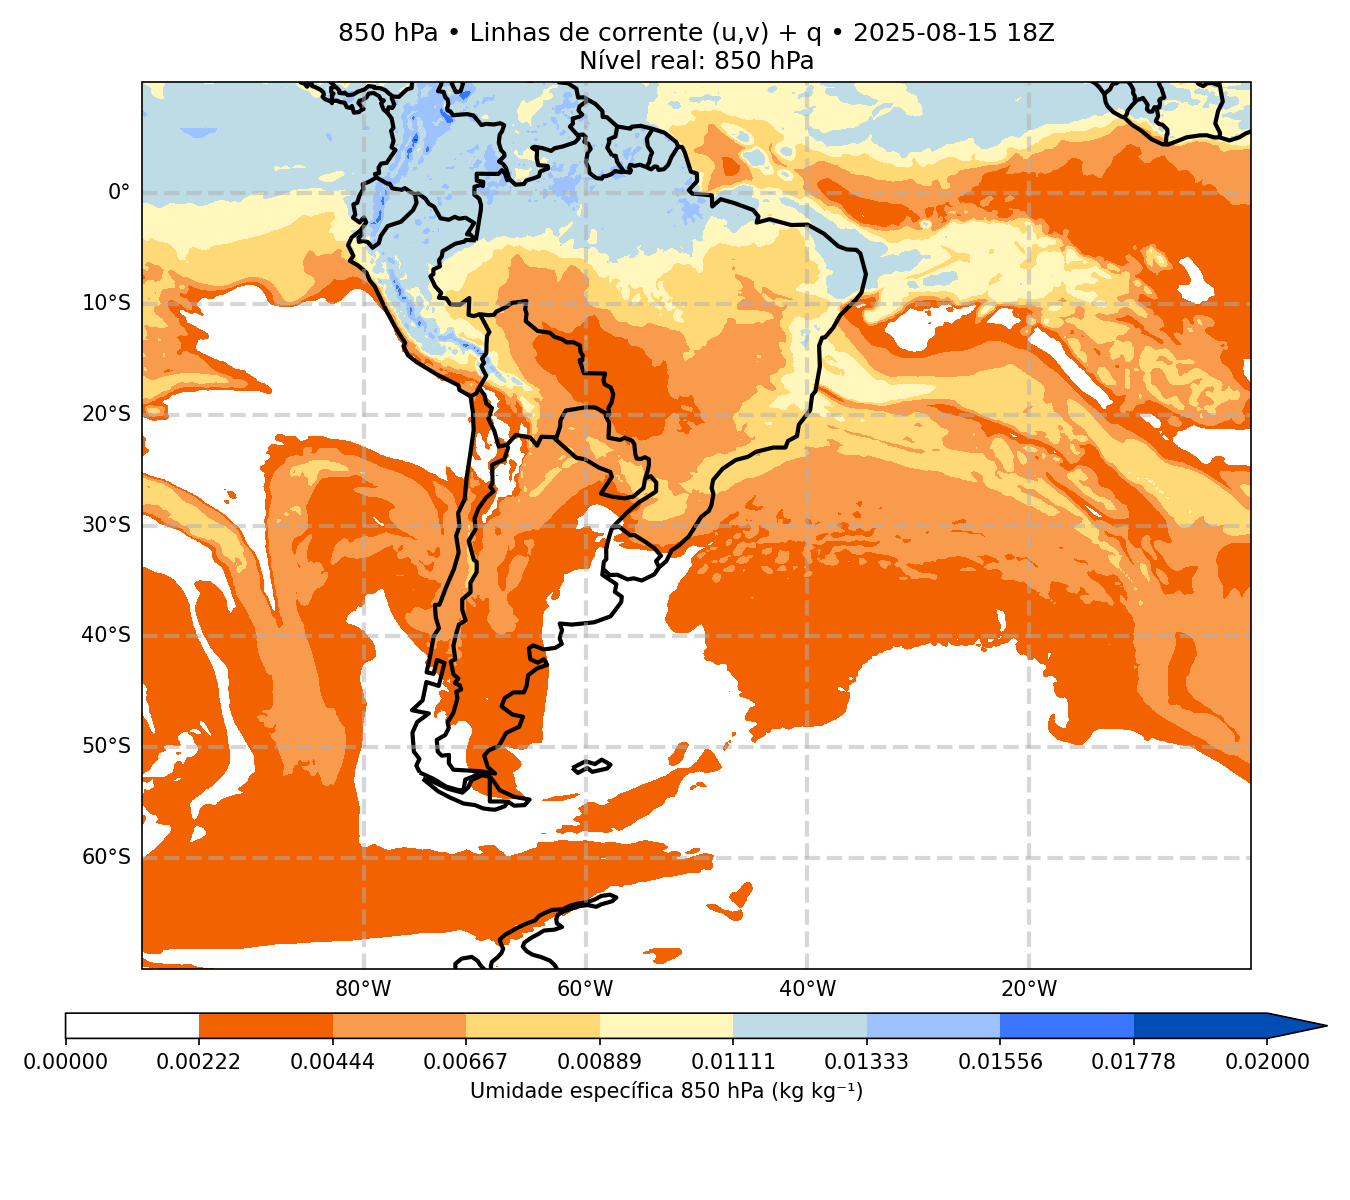 850 hPa • Linhas de corrente (u,v) + q • 2025-08-15 18Z
Nível real: 850 hPa
0°
10°S
20°S
30°S
40°S
50°S
60°S
80°W 60°W 40°W 20°W
0.00000 0.00222 0.00444 0.00667 0.00889 0.01111 0.01333 0.01556 0.01778 0.02000
Umidade específica 850 hPa (kg kg⁻¹)